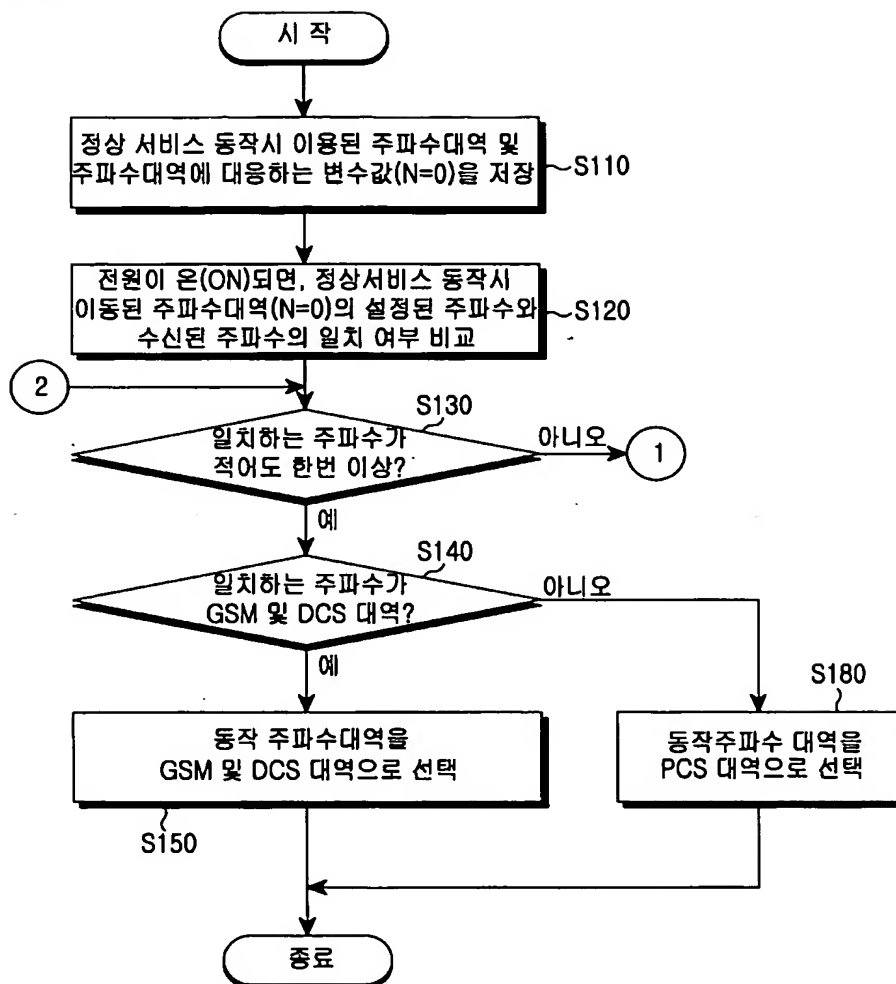 시 작
정상 서비스 동작시 이용된 주파수대역 및
주파수대역에 대응하는 변수값(N=0)을 저장
S110
전원이 온(ON)되면, 정상서비스 동작시
이동된 주파수대역(N=0)의 설정된 주파수와
수신된 주파수의 일치 여부 비교
S120
2
S130
일치하는 주파수가
적어도 한번 이상?
아니오
1
예
S140
일치하는 주파수가
GSM 및 DCS 대역?
아니오
예
S180
동작 주파수대역을
GSM 및 DCS 대역으로 선택
동작주파수 대역을
PCS 대역으로 선택
S150
종료